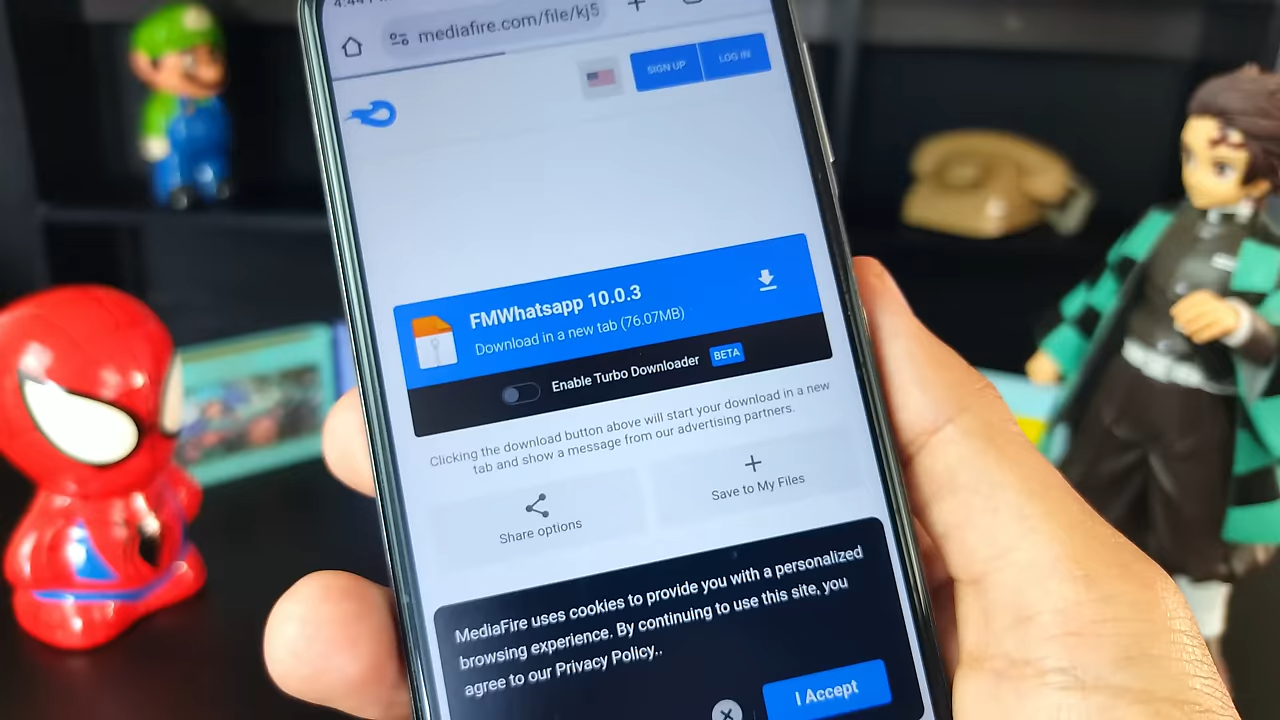 4:44
mediafire.com/file/kj5
SIGN UP
LOG IN
FMWhatsapp 10.0.3
Download in a new tab (76.07MB)
Enable Turbo Downloader
BETA
Clicking the download button above will start your download in a new
tab and show a message from our advertising partners.
Share options
Save to My Files
MediaFire uses cookies to provide you with a personalized
browsing experience. By continuing to use this site, you
agree to our Privacy Policy..
I Accept